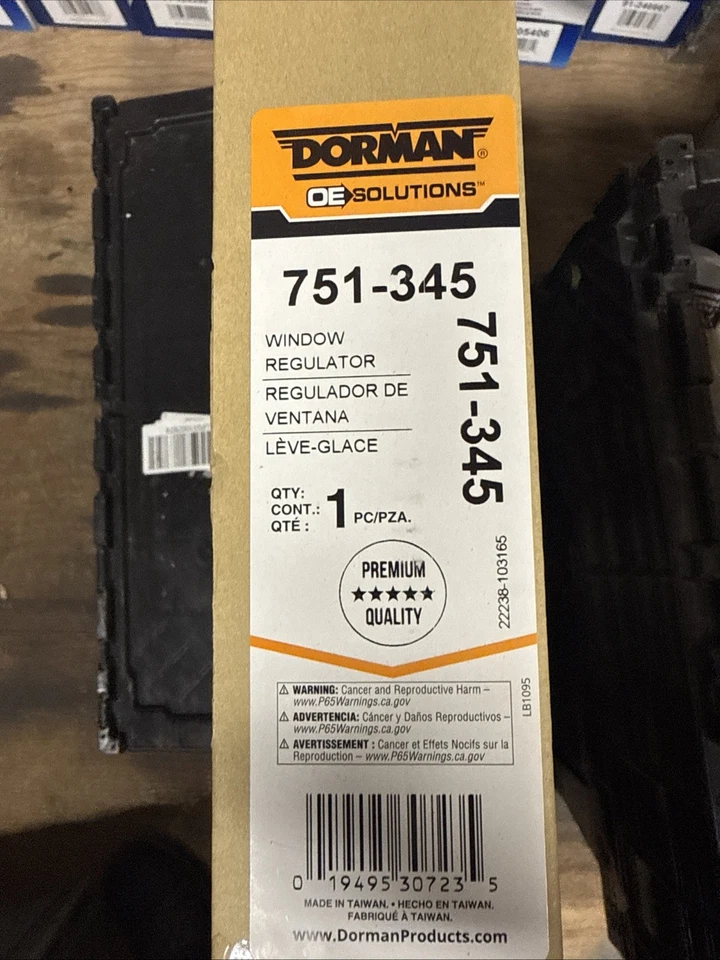 DORMAN®
OE SOLUTIONS™
751-345
751-345
WINDOW
REGULATOR
REGULADOR DE
VENTANA
LÈVE-GLACE
QTY:
CONT.:
QTÉ :
1 PC/PZA.
PREMIUM
QUALITY
22238-103165
⚠ WARNING: Cancer and Reproductive Harm –
www.P65Warnings.ca.gov
⚠ ADVERTENCIA: Cáncer y Daños Reproductivos –
www.P65Warnings.ca.gov
⚠ AVERTISSEMENT : Cancer et Effets Nocifs sur la
Reproduction – www.P65Warnings.ca.gov
LB1095
0 19495 30723 5
MADE IN TAIWAN. • HECHO EN TAIWAN.
FABRIQUÉ À TAIWAN.
www.DormanProducts.com